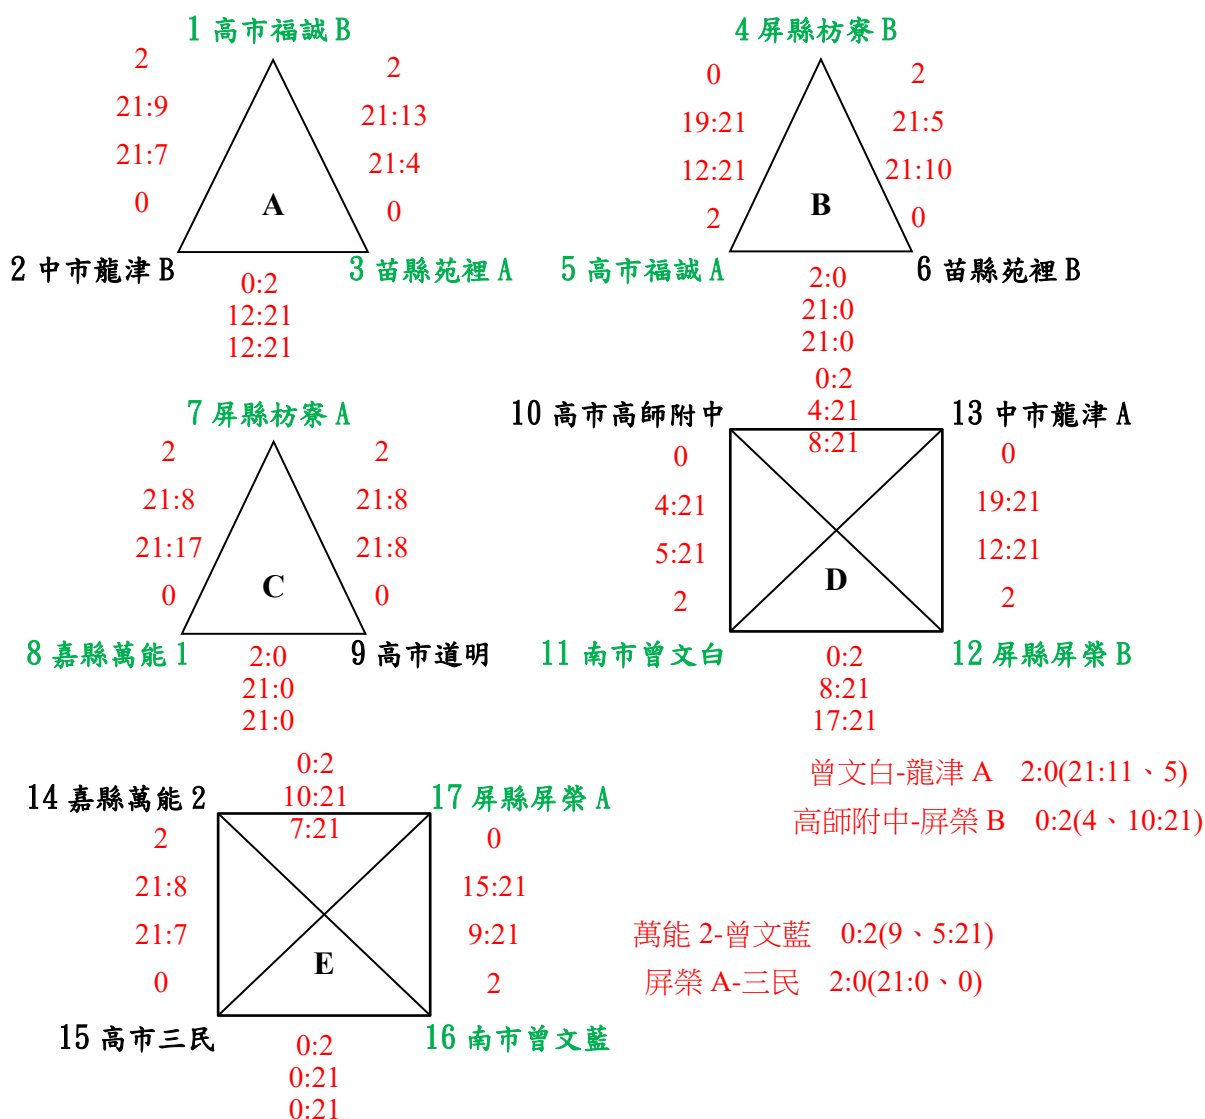 1 高市福誠 B
2
21:9
21:7
0
2
21:13
21:4
0
A
2 中市龍津 B
3 苗縣苑裡 A
0:2
12:21
12:21
4 屏縣枋寮 B
0
19:21
12:21
2
2
21:5
21:10
0
B
5 高市福誠 A
6 苗縣苑裡 B
2:0
21:0
21:0
7 屏縣枋寮 A
2
21:8
21:17
0
2
21:8
21:8
0
C
8 嘉縣萬能 1
9 高市道明
2:0
21:0
21:0
0:2
4:21
8:21
10 高市高師附中
13 中市龍津 A
0
4:21
5:21
2
0
19:21
12:21
2
D
11 南市曾文白
12 屏縣屏榮 B
0:2
8:21
17:21
曾文白-龍津 A 2:0(21:11、5)
高師附中-屏榮 B 0:2(4、10:21)
0:2
10:21
7:21
14 嘉縣萬能 2
17 屏縣屏榮 A
2
21:8
21:7
0
0
15:21
9:21
2
E
15 高市三民
16 南市曾文藍
0:2
0:21
0:21
萬能 2-曾文藍 0:2(9、5:21)
屏榮 A-三民 2:0(21:0、0)